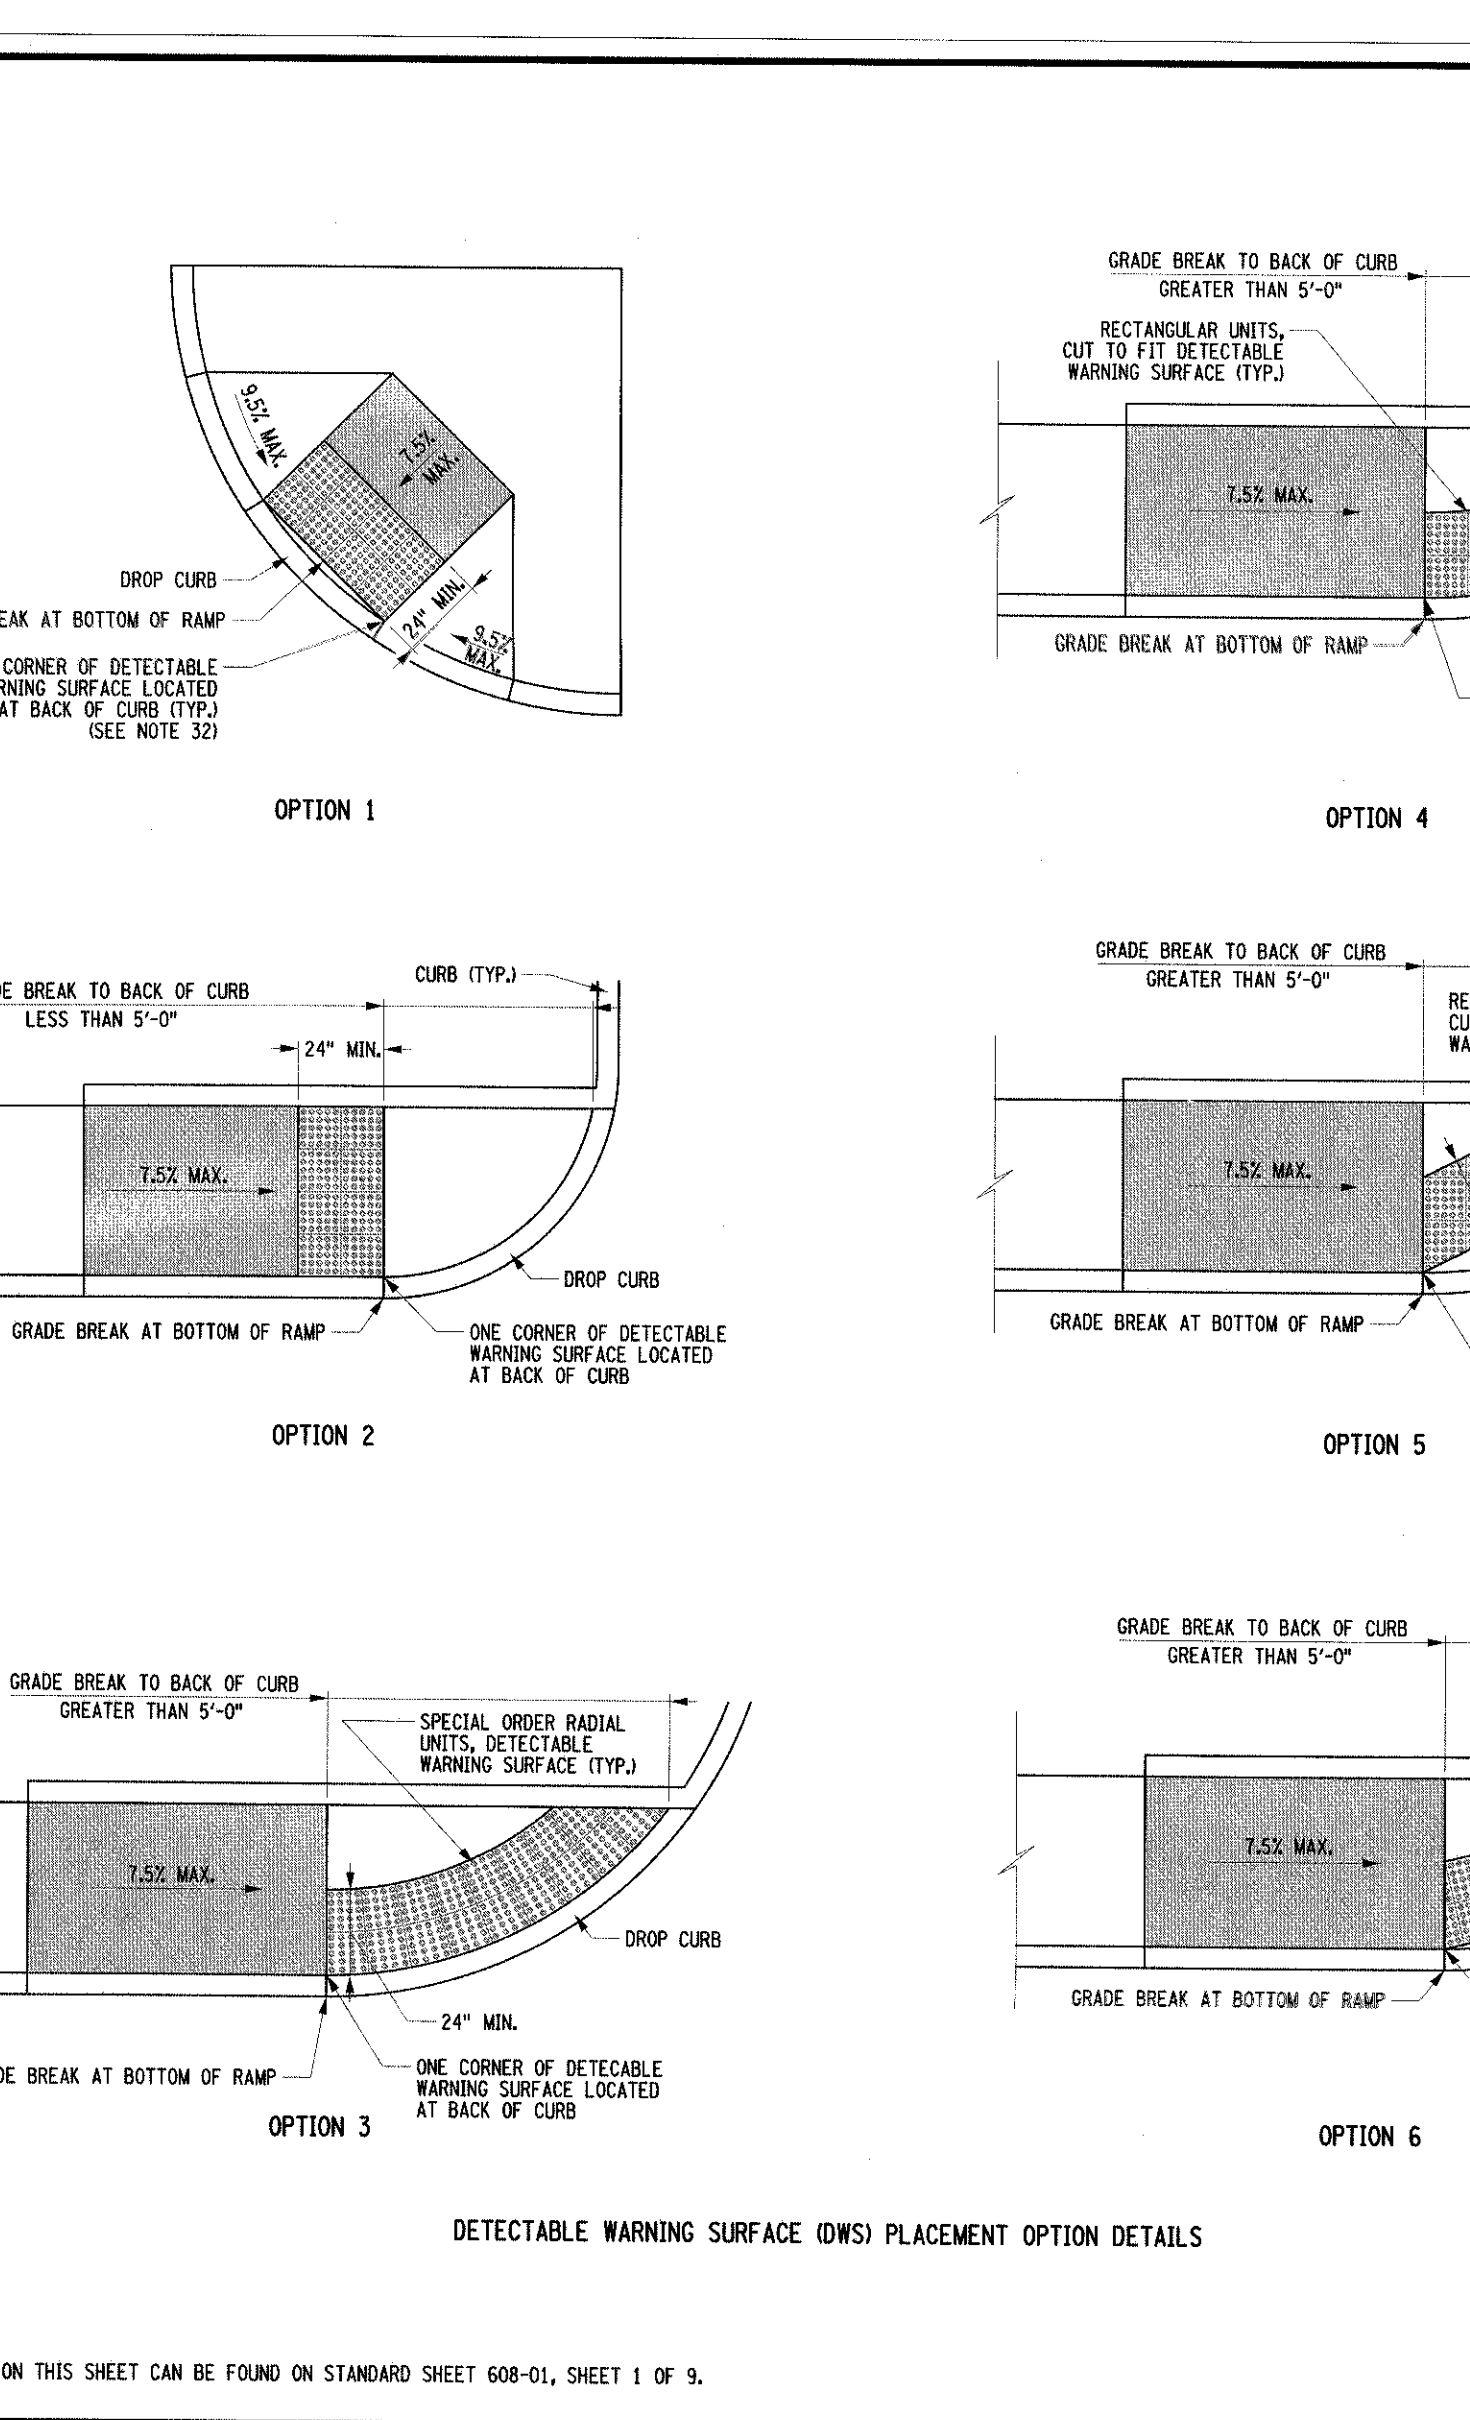 9.5% MAX.
7.5%
MAX.
DROP CURB
EAK AT BOTTOM OF RAMP
24" MIN.
9.5%
MAX.
CORNER OF DETECTABLE
RNING SURFACE LOCATED
AT BACK OF CURB (TYP.)
(SEE NOTE 32)
OPTION 1
GRADE BREAK TO BACK OF CURB
GREATER THAN 5'-0"
RECTANGULAR UNITS,
CUT TO FIT DETECTABLE
WARNING SURFACE (TYP.)
7.5% MAX.
GRADE BREAK AT BOTTOM OF RAMP
OPTION 4
CURB (TYP.)
E BREAK TO BACK OF CURB
LESS THAN 5'-0"
24" MIN.
7.5% MAX.
DROP CURB
GRADE BREAK AT BOTTOM OF RAMP
ONE CORNER OF DETECTABLE
WARNING SURFACE LOCATED
AT BACK OF CURB
OPTION 2
GRADE BREAK TO BACK OF CURB
GREATER THAN 5'-0"
RE
CU
WA
7.5% MAX.
GRADE BREAK AT BOTTOM OF RAMP
OPTION 5
GRADE BREAK TO BACK OF CURB
GREATER THAN 5'-0"
SPECIAL ORDER RADIAL
UNITS, DETECTABLE
WARNING SURFACE (TYP.)
7.5% MAX.
DROP CURB
24" MIN.
DE BREAK AT BOTTOM OF RAMP
ONE CORNER OF DETECABLE
WARNING SURFACE LOCATED
AT BACK OF CURB
OPTION 3
GRADE BREAK TO BACK OF CURB
GREATER THAN 5'-0"
7.5% MAX.
GRADE BREAK AT BOTTOM OF RAMP
OPTION 6
DETECTABLE WARNING SURFACE (DWS) PLACEMENT OPTION DETAILS
ON THIS SHEET CAN BE FOUND ON STANDARD SHEET 608-01, SHEET 1 OF 9.